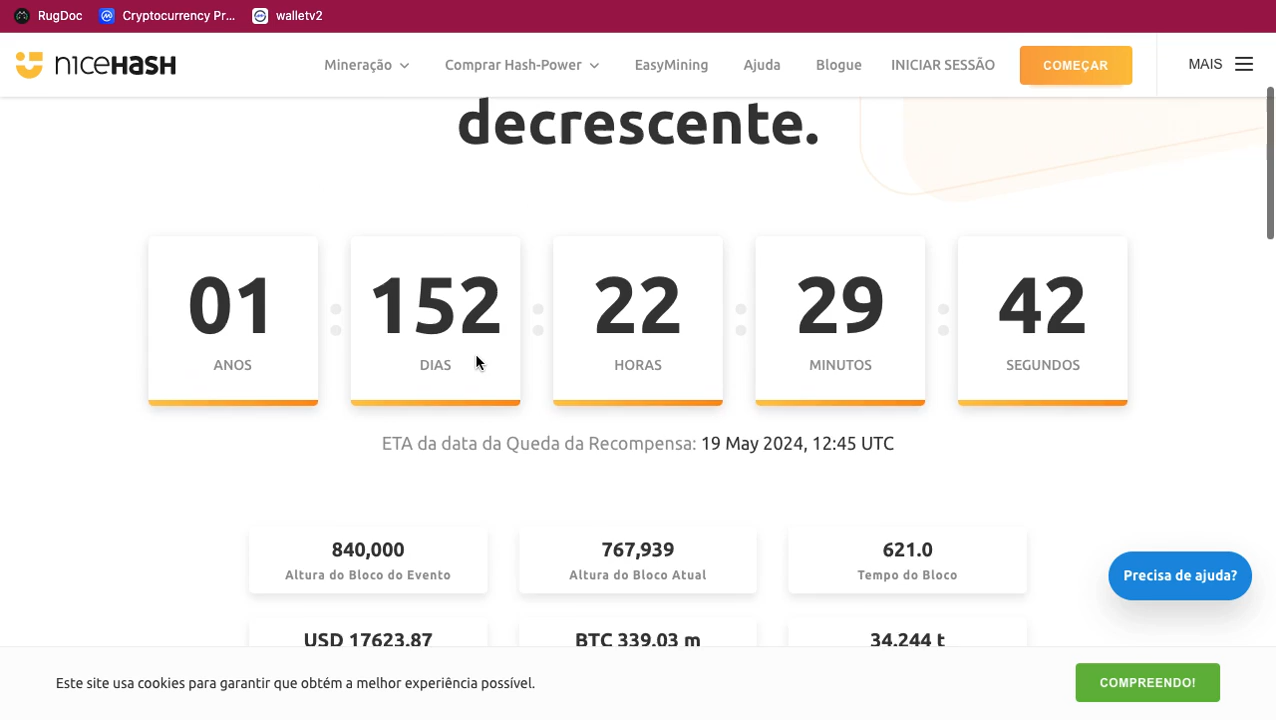 RugDoc Cryptocurrency Pr... walletv2
niceHASH Mineração Comprar Hash-Power EasyMining Ajuda Blogue INICIAR SESSÃO COMEÇAR MAIS
decrescente.
01 : 152 : 22 : 29 : 42
ANOS DIAS HORAS MINUTOS SEGUNDOS
ETA da data da Queda da Recompensa: 19 May 2024, 12:45 UTC
840,000 767,939 621.0
Altura do Bloco do Evento Altura do Bloco Atual Tempo do Bloco
Precisa de ajuda?
USD 17623.87 BTC 339.03 m 34.244 t
Este site usa cookies para garantir que obtém a melhor experiência possível. COMPREENDO!